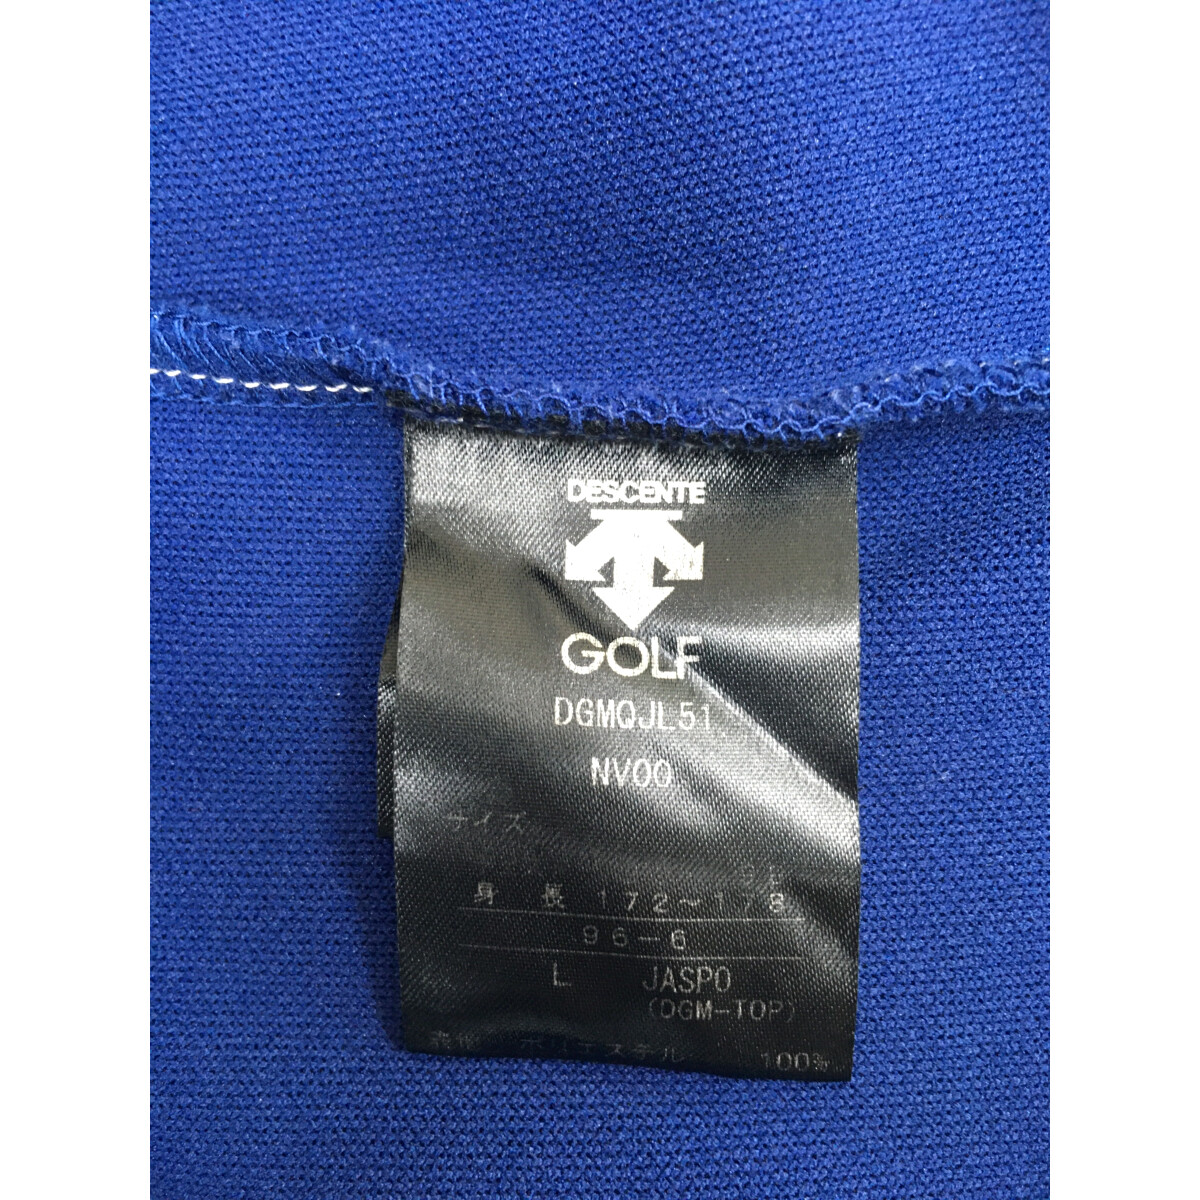 DESCENTE
GOLF
DGMQJL51
NV00
サイズ
身 長 172～178
96-6
L JASPO
(DGM-TOP)
ポリエステル 100%